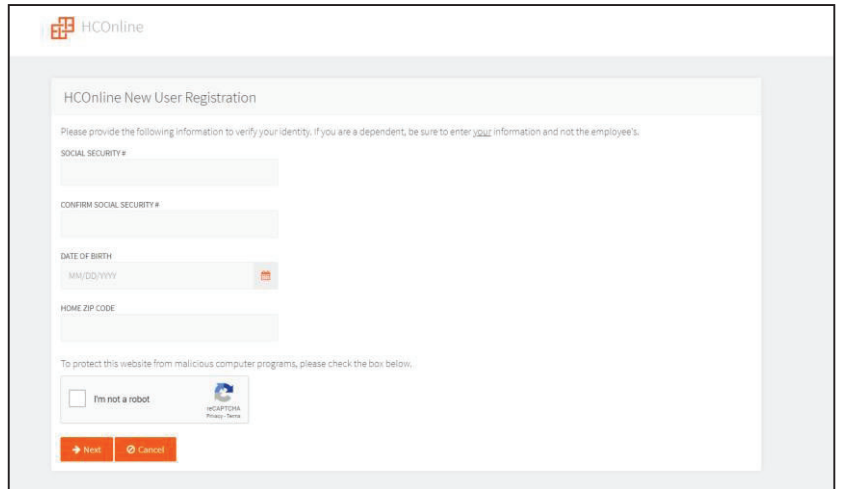 HCOnline
HCOnline New User Registration
Please provide the following information to verify your identity. If you are a dependent, be sure to enter your information and not the employee's.
SOCIAL SECURITY #
CONFIRM SOCIAL SECURITY #
DATE OF BIRTH
MM/DD/YYYY
HOME ZIP CODE
To protect this website from malicious computer programs, please check the box below.
I'm not a robot
reCAPTCHA
Privacy - Terms
Next Cancel